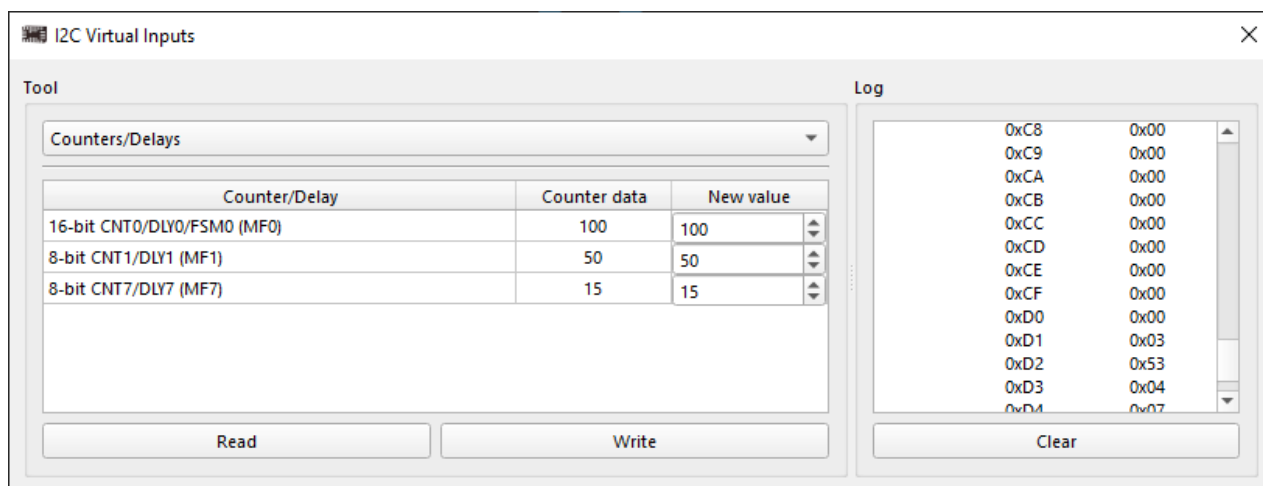 I2C Virtual Inputs
Tool
Counters/Delays
Counter/Delay Counter data New value
16-bit CNT0/DLY0/FSM0 (MF0) 100 100
8-bit CNT1/DLY1 (MF1) 50 50
8-bit CNT7/DLY7 (MF7) 15 15
Read Write
Log
0xC8 0x00
0xC9 0x00
0xCA 0x00
0xCB 0x00
0xCC 0x00
0xCD 0x00
0xCE 0x00
0xCF 0x00
0xD0 0x00
0xD1 0x03
0xD2 0x53
0xD3 0x04
0xD4 0x07
Clear